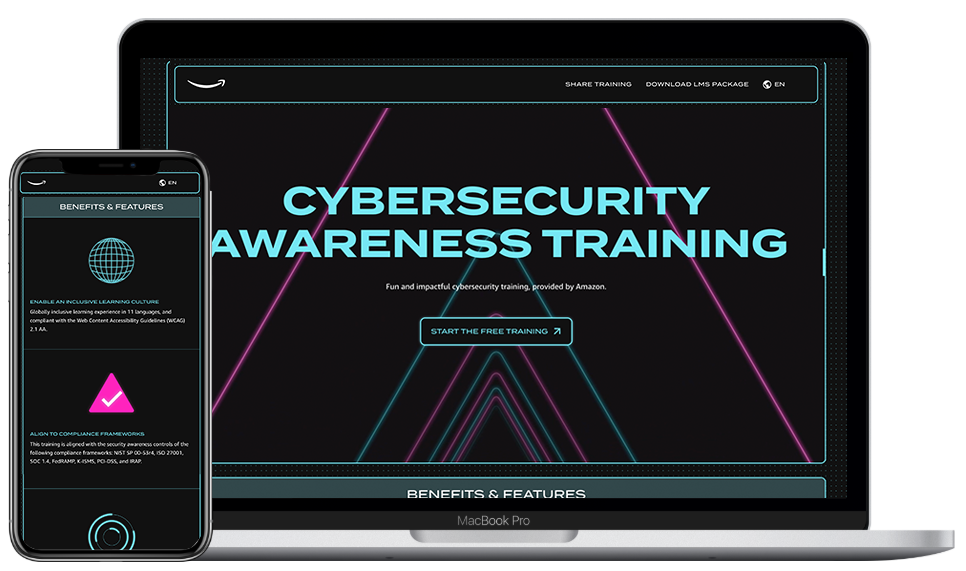 SHARE TRAINING
DOWNLOAD LMS PACKAGE
EN
CYBERSECURITY
AWARENESS TRAINING
Fun and impactful cybersecurity training, provided by Amazon.
START THE FREE TRAINING
BENEFITS & FEATURES
MacBook Pro
EN
BENEFITS & FEATURES
ENABLE AN INCLUSIVE LEARNING CULTURE
Globally inclusive learning experience in 11 languages, and
compliant with the Web Content Accessibility Guidelines (WCAG)
2.1 AA.
ALIGN TO COMPLIANCE FRAMEWORKS
This training is aligned with the security awareness controls of the
following compliance frameworks: NIST SP 00-53r4, ISO 27001,
SOC 1.4, FedRAMP, K-ISMS, PCI-DSS, and IRAP.